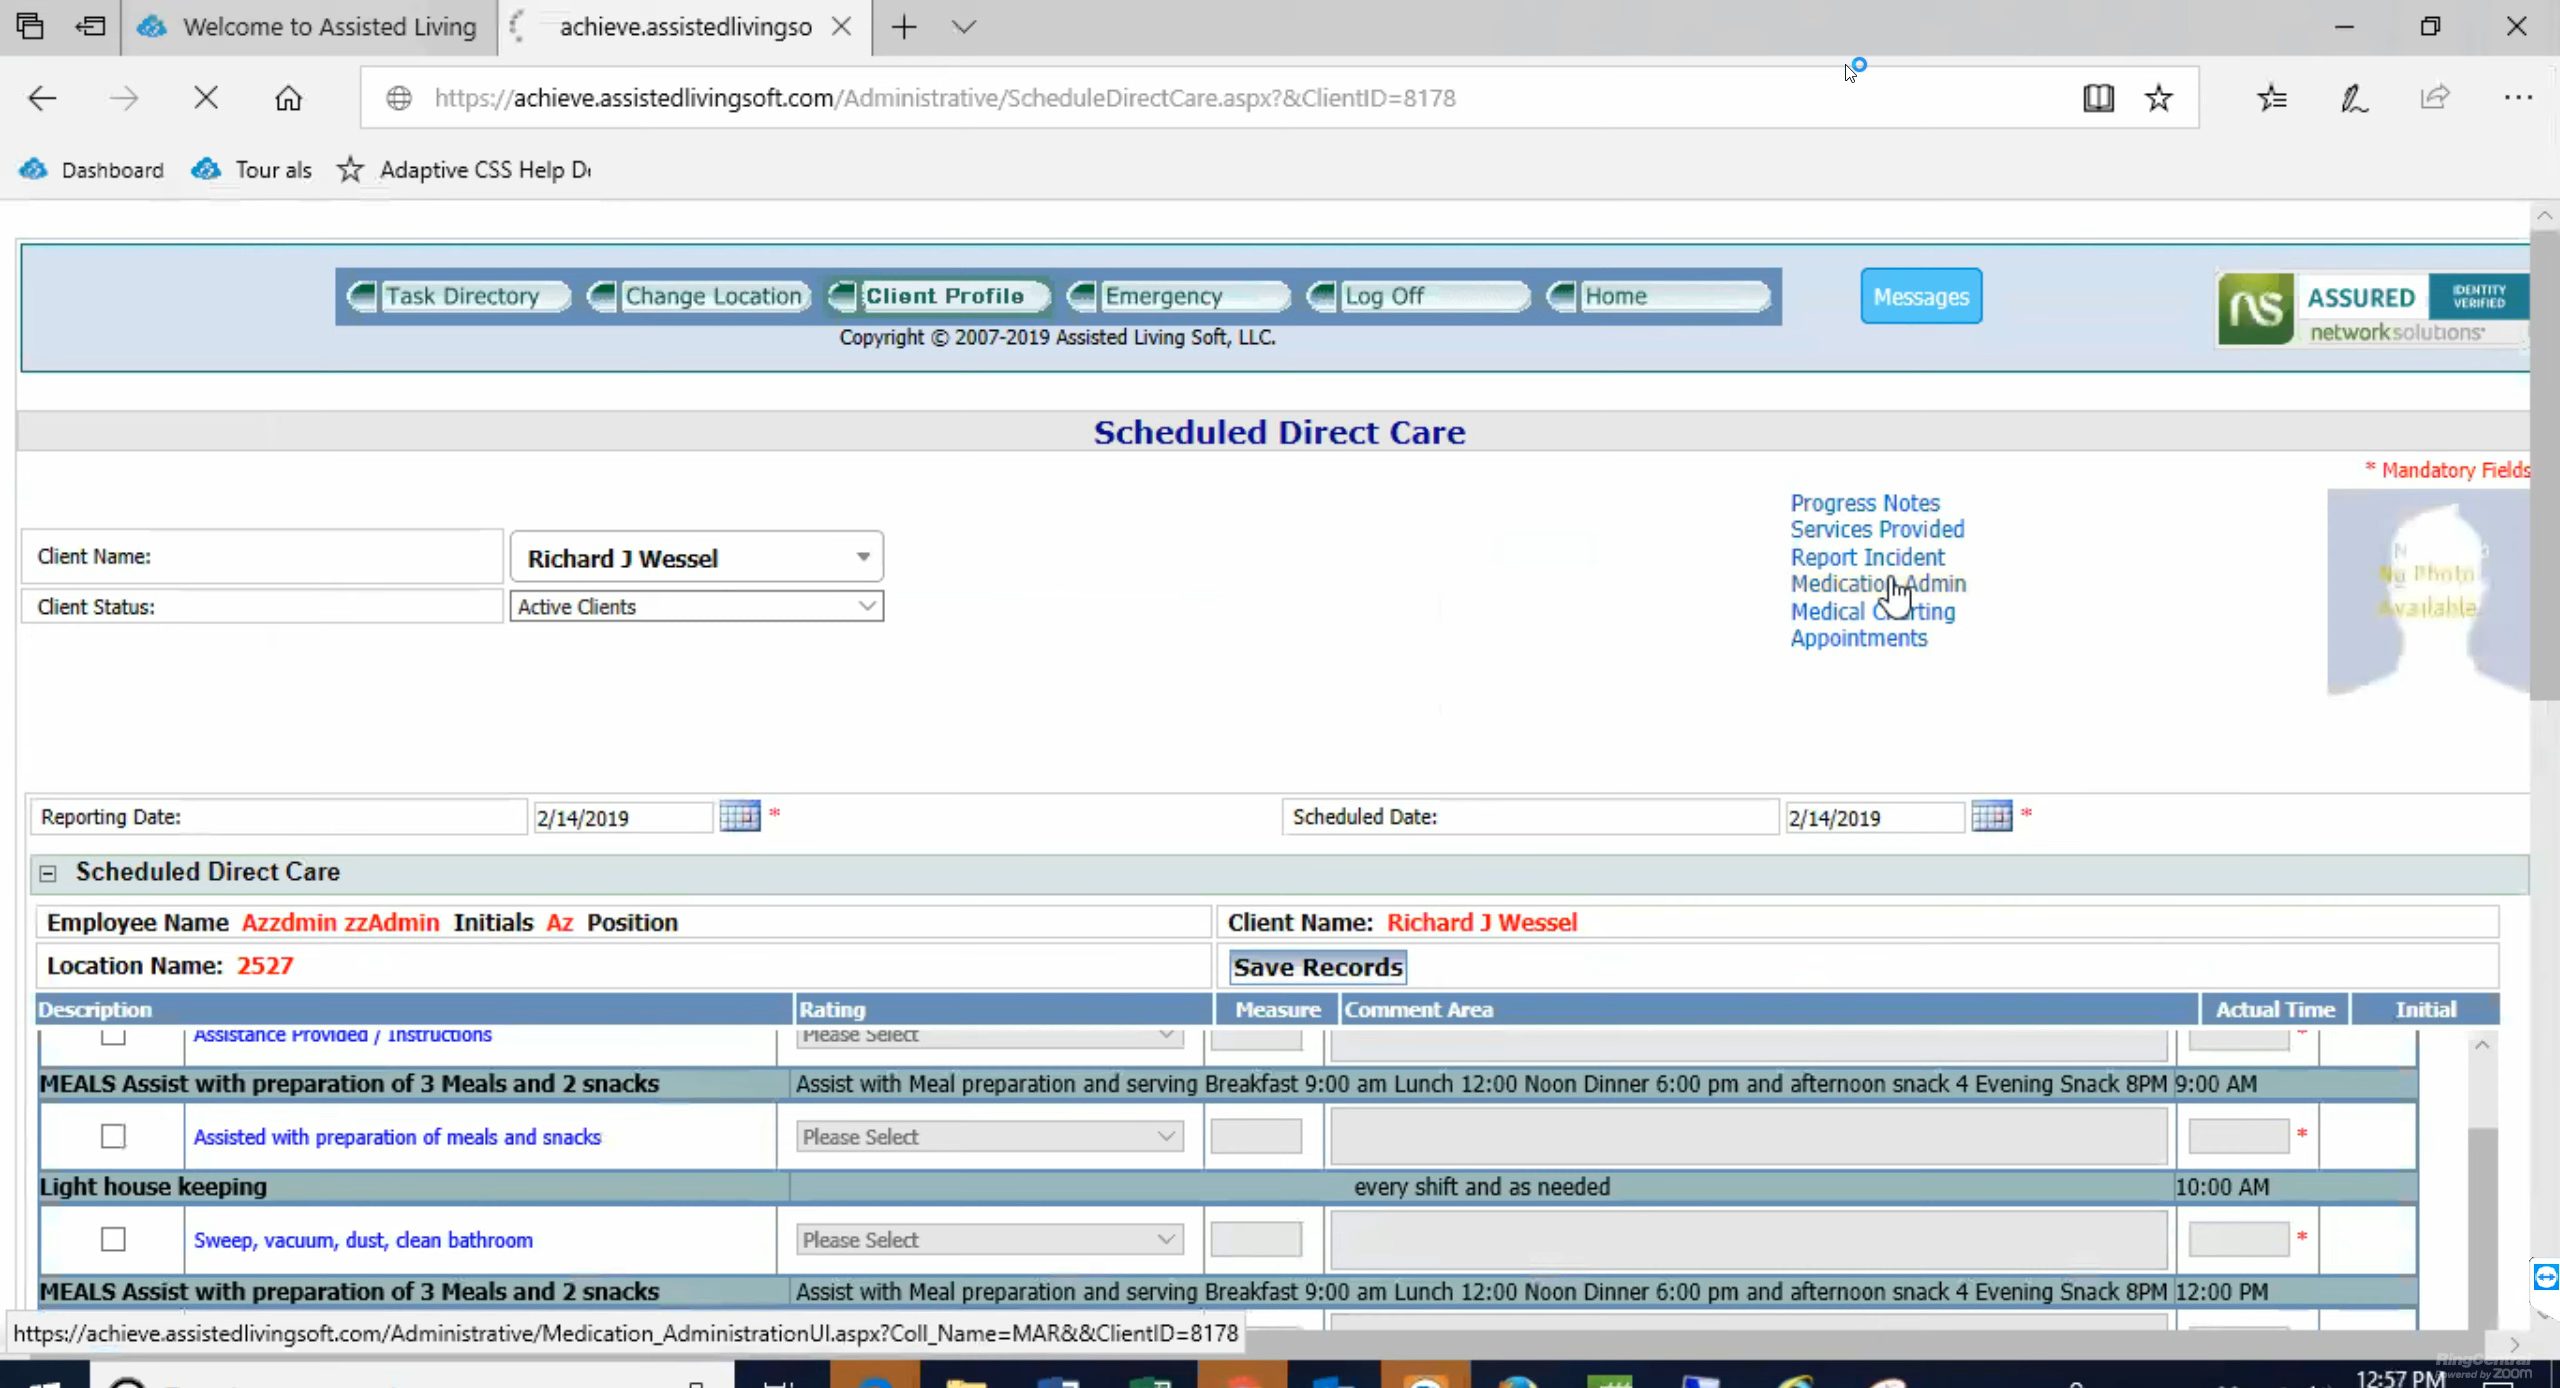 Welcome to Assisted Living
achieve.assistedlivingso
https://achieve.assistedlivingsoft.com/Administrative/ScheduleDirectCare.aspx?&ClientID=8178
Dashboard Tour als Adaptive CSS Help De
Task Directory Change Location Client Profile Emergency Log Off Home Messages
ns ASSURED IDENTITY VERIFIED
networksolutions
Copyright © 2007-2019 Assisted Living Soft, LLC.
Scheduled Direct Care
* Mandatory Fields
Progress Notes
Services Provided
Client Name: Richard J Wessel Report Incident
Medication Admin
No Photo Available
Client Status: Active Clients Medical Charting
Appointments
Reporting Date: 2/14/2019 * Scheduled Date: 2/14/2019 *
Scheduled Direct Care
Employee Name Azzdmin zzAdmin Initials Az Position Client Name: Richard J Wessel
Location Name: 2527 Save Records
Description Rating Measure Comment Area Actual Time Initial
Assistance Provided / Instructions Please Select *
MEALS Assist with preparation of 3 Meals and 2 snacks Assist with Meal preparation and serving Breakfast 9:00 am Lunch 12:00 Noon Dinner 6:00 pm and afternoon snack 4 Evening Snack 8PM 9:00 AM
Assisted with preparation of meals and snacks Please Select *
Light house keeping every shift and as needed 10:00 AM
Sweep, vacuum, dust, clean bathroom Please Select *
MEALS Assist with preparation of 3 Meals and 2 snacks Assist with Meal preparation and serving Breakfast 9:00 am Lunch 12:00 Noon Dinner 6:00 pm and afternoon snack 4 Evening Snack 8PM 12:00 PM
https://achieve.assistedlivingsoft.com/Administrative/Medication_AdministrationUI.aspx?Coll_Name=MAR&&ClientID=8178
RingCentral
Powered by ZOOM
12:57 PM